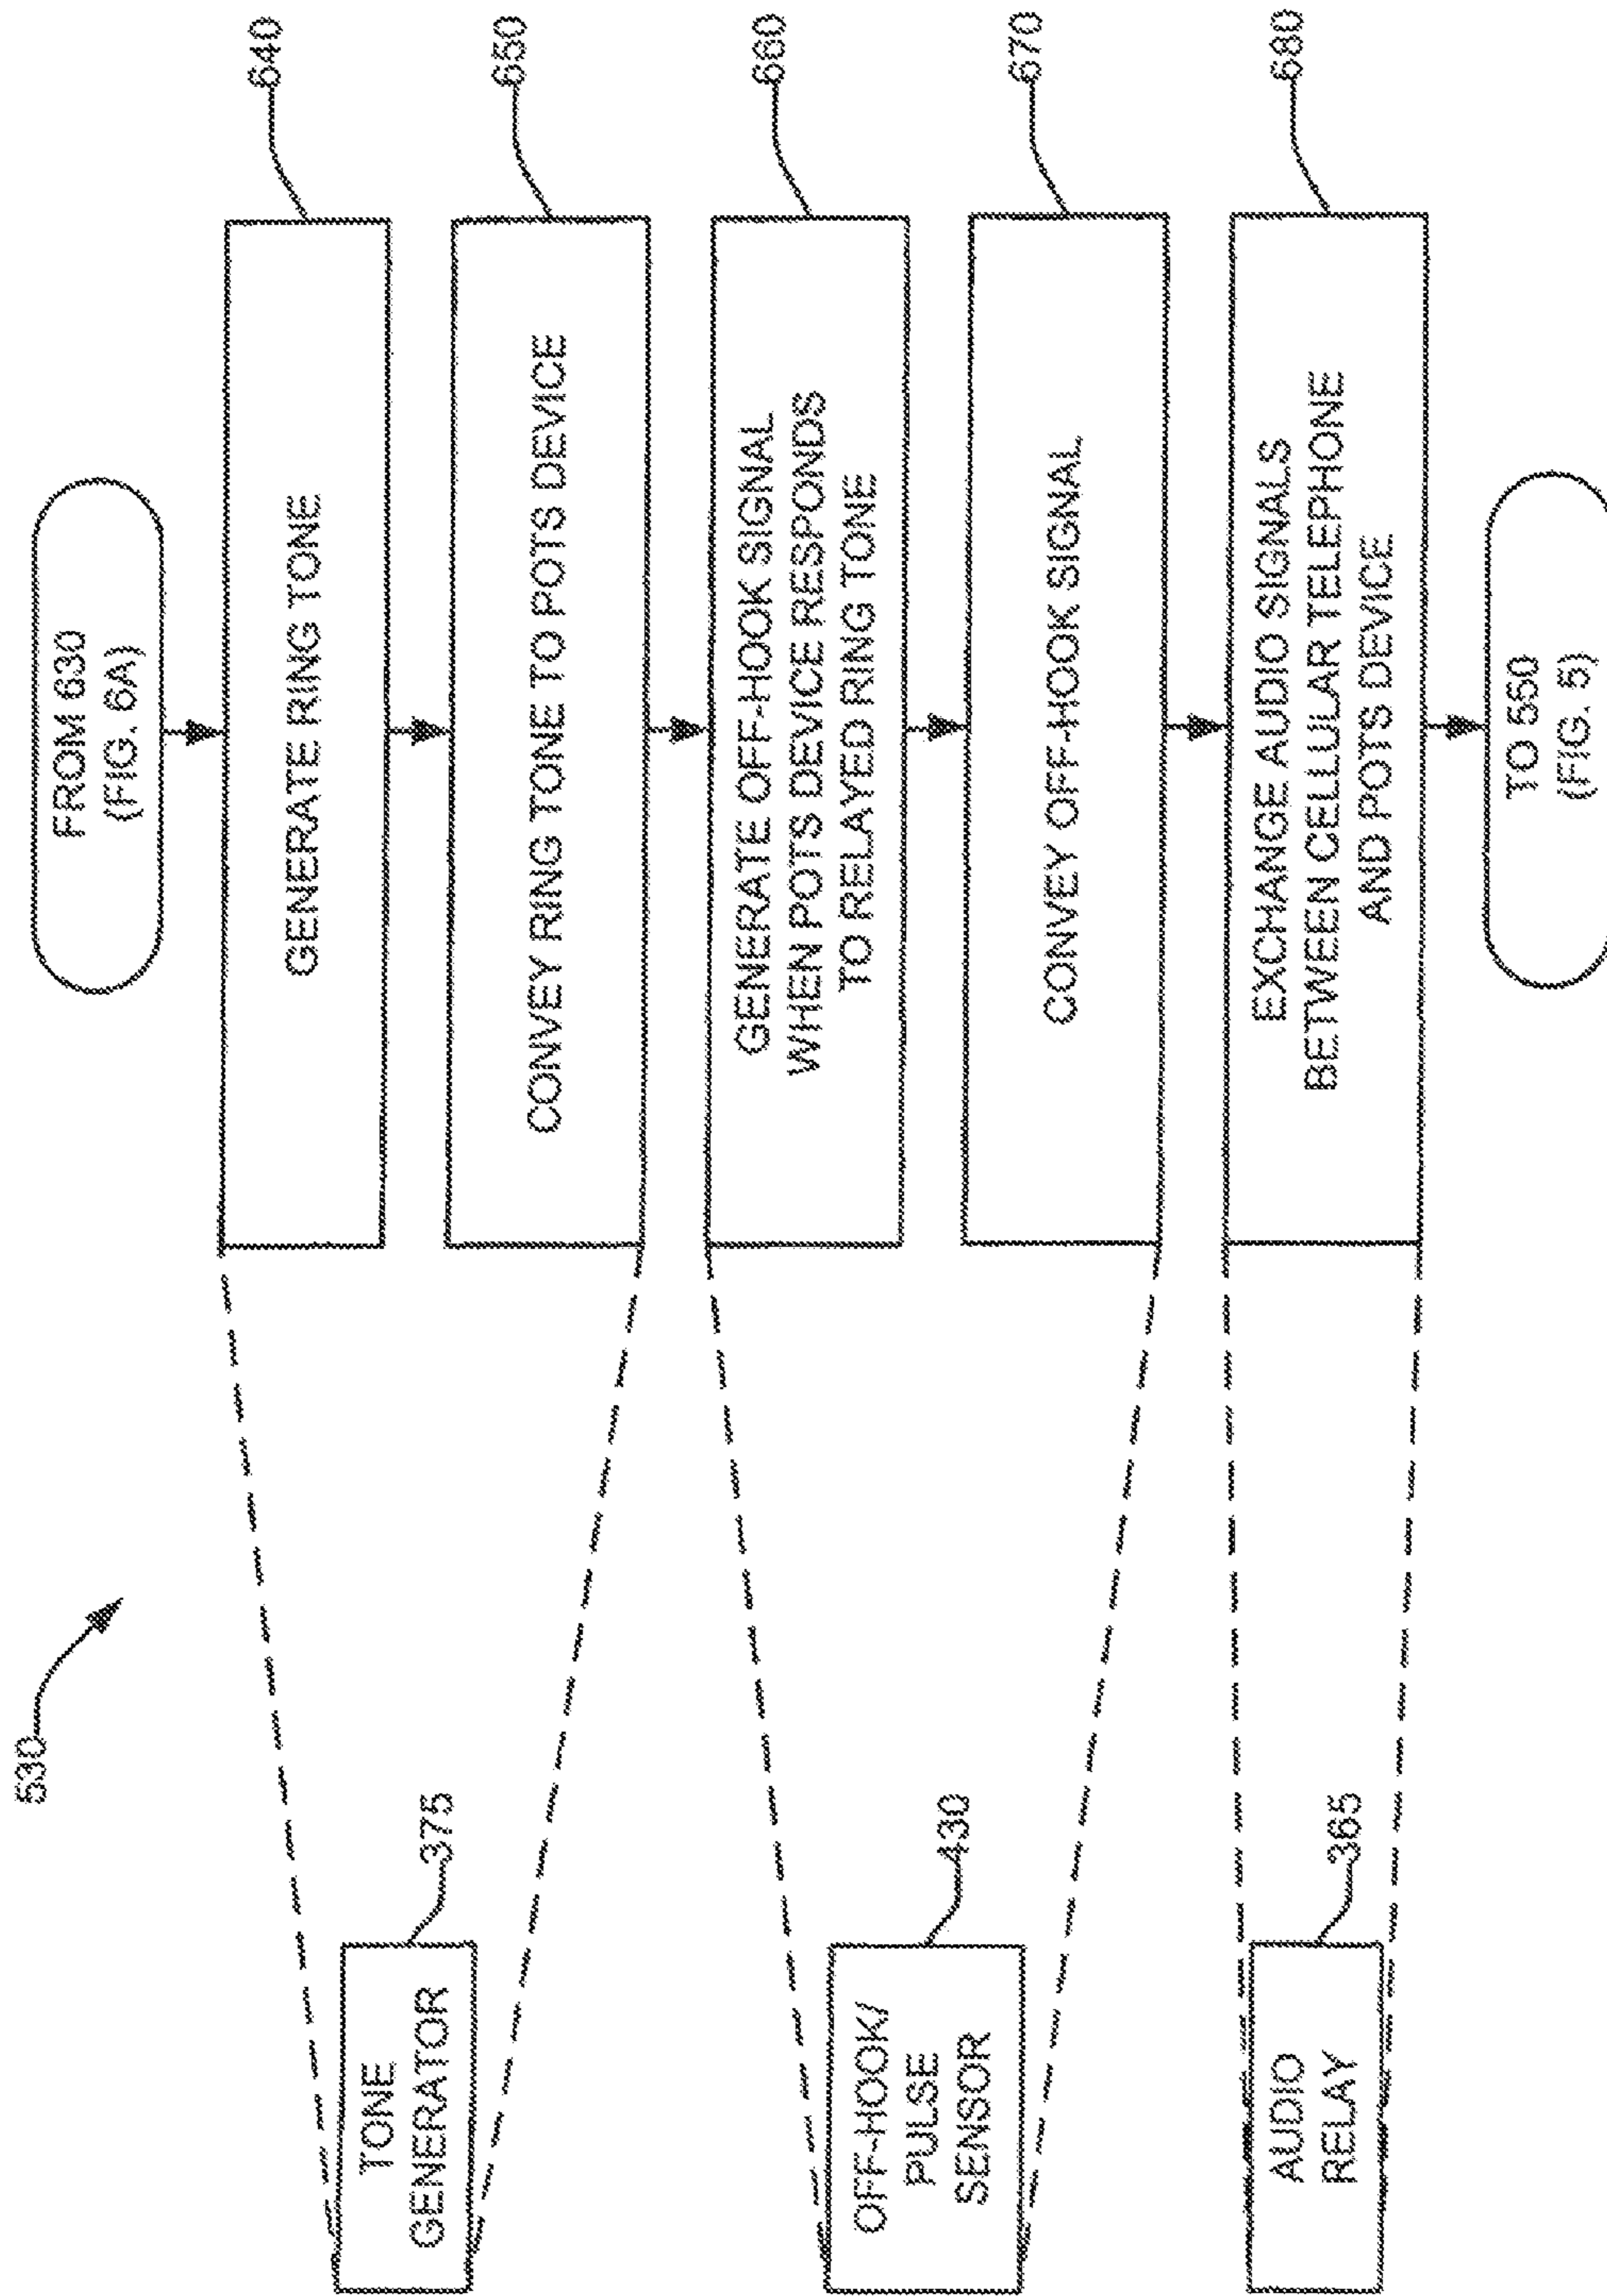 530
FROM 630
(FIG. 6A)
GENERATE RING TONE
640
CONVEY RING TONE TO POTS DEVICE
650
TONE
GENERATOR
375
GENERATE OFF-HOOK SIGNAL
WHEN POTS DEVICE RESPONDS
TO RELAYED RING TONE
660
CONVEY OFF-HOOK SIGNAL
670
OFF-HOOK/
PULSE
SENSOR
430
EXCHANGE AUDIO SIGNALS
BETWEEN CELLULAR TELEPHONE
AND POTS DEVICE
680
AUDIO
RELAY
365
TO 550
(FIG. 5)